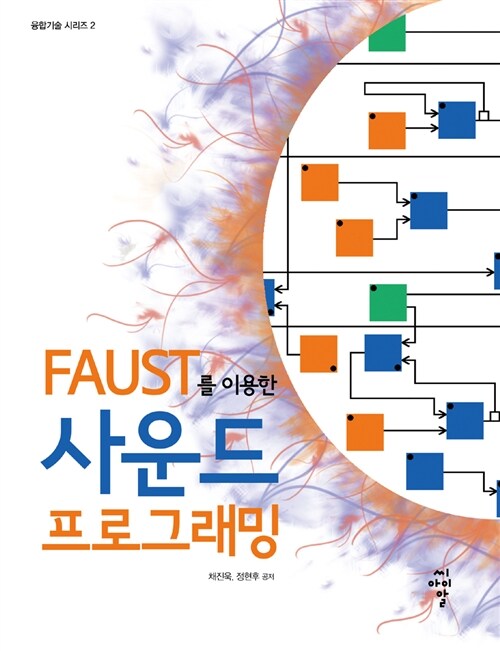 융합기술 시리즈 2
FAUST를 이용한
사운드
프로그래밍
채진욱, 정현후 공저
씨
아이
알